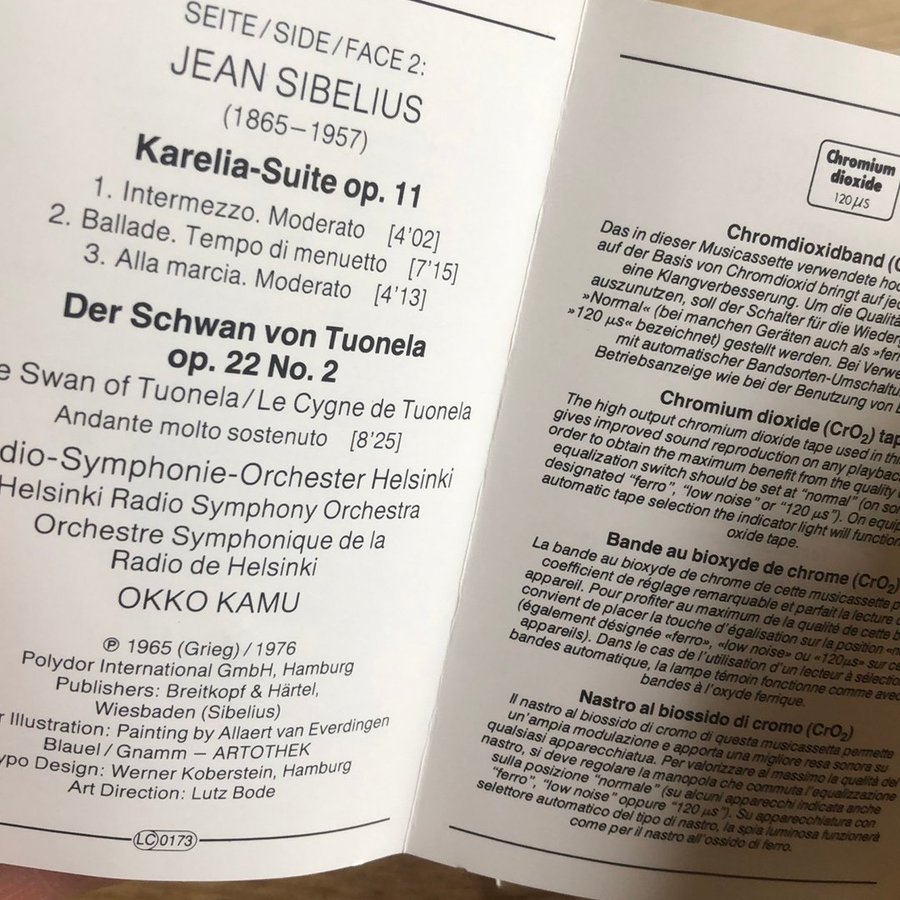 SEITE/SIDE/FACE 2:
JEAN SIBELIUS
(1865–1957)
Karelia-Suite op. 11
1. Intermezzo. Moderato [4'02]
2. Ballade. Tempo di menuetto [7'15]
3. Alla marcia. Moderato [4'13]
Der Schwan von Tuonela
op. 22 No. 2
Swan of Tuonela/Le Cygne de Tuonela
Andante molto sostenuto [8'25]
dio-Symphonie-Orchester Helsinki
Helsinki Radio Symphony Orchestra
Orchestre Symphonique de la
Radio de Helsinki
OKKO KAMU
℗ 1965 (Grieg) / 1976
Polydor International GmbH, Hamburg
Publishers: Breitkopf & Härtel,
Wiesbaden (Sibelius)
r Illustration: Painting by Allaert van Everdingen
Blauel / Gnamm – ARTOTHEK
ypo Design: Werner Koberstein, Hamburg
Art Direction: Lutz Bode
LC 0173
Chromium
dioxide
120 µs
Chromdioxidband (C
Das in dieser Musicassette verwendete hoc
auf der Basis von Chromdioxid bringt auf je
eine Klangverbesserung. Um die Qualitä
auszunutzen, soll der Schalter für die Wieder
»Normal« (bei manchen Geräten auch als »ferr
»120 µs« bezeichnet) gestellt werden. Bei Verwe
mit automatischer Bandsorten-Umschaltu
Betriebsanzeige wie bei der Benutzung von
Chromium dioxide (CrO₂) tap
The high output chromium dioxide tape used in thi
gives improved sound reproduction on any playback
order to obtain the maximum benefit from the quality
equalization switch should be set at “normal” (on som
designated “ferro”, “low noise” or “120 µs”). On equip
automatic tape selection the indicator light will function
oxide tape.
Bande au bioxyde de chrome (CrO₂)
La bande au bioxyde de chrome de cette musicassette p
coefficient de réglage remarquable et parfait la lecture
appareil. Pour profiter au maximum de la qualité de cette b
convient de placer la touche d'égalisation sur la position «n
(également désignée «ferro», «low noise» ou «120µs» sur ce
appareils). Dans le cas de l'utilisation d'un lecteur à sélectio
bandes automatique, la lampe témoin fonctionne comme avec
bandes à l'oxyde ferrique.
Nastro al biossido di cromo (CrO₂)
Il nastro al biossido di cromo di questa musicassetta permette
un'ampia modulazione e apporta una migliore resa sonora su
qualsiasi apparecchiatura. Per valorizzare al massimo la qualità del
nastro, si deve regolare la manopola che commuta l'equalizzazione
sulla posizione “normale” (su alcuni apparecchi indicata anche
“ferro”, “low noise” oppure “120 µs”). Su apparecchiatura con
selettore automatico del tipo di nastro, la spia luminosa funzionerà
come per il nastro all'ossido di ferro.